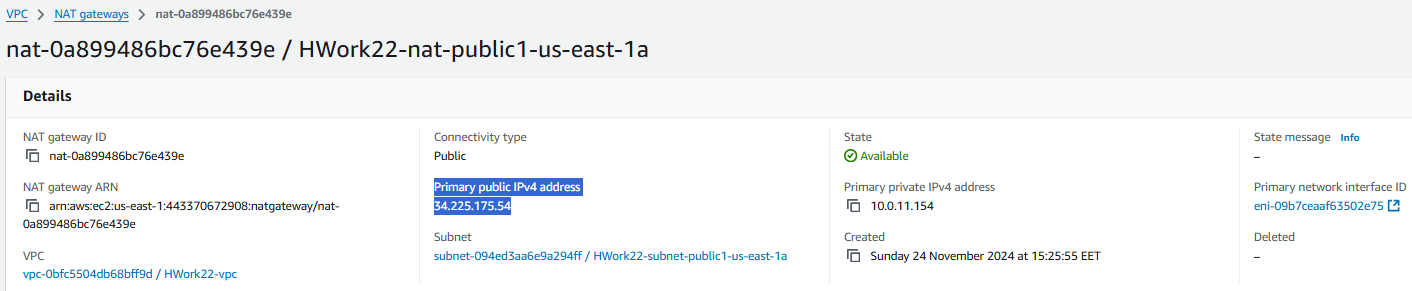 VPC > NAT gateways > nat-0a899486bc76e439e
nat-0a899486bc76e439e / HWork22-nat-public1-us-east-1a
Details
NAT gateway ID
nat-0a899486bc76e439e
Connectivity type
Public
State
Available
State message Info
–
NAT gateway ARN
arn:aws:ec2:us-east-1:443370672908:natgateway/nat-
0a899486bc76e439e
Primary public IPv4 address
34.225.175.54
Primary private IPv4 address
10.0.11.154
Primary network interface ID
eni-09b7ceaaf63502e75
VPC
vpc-0bfc5504db68bff9d / HWork22-vpc
Subnet
subnet-094ed3aa6e9a294ff / HWork22-subnet-public1-us-east-1a
Created
Sunday 24 November 2024 at 15:25:55 EET
Deleted
–